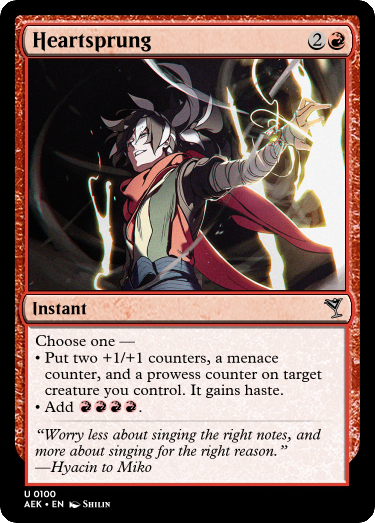 Heartsprung 2
Instant
Choose one —
• Put two +1/+1 counters, a menace
counter, and a prowess counter on target
creature you control. It gains haste.
• Add .
“Worry less about singing the right notes, and
more about singing for the right reason.”
—Hyacin to Miko
U 0100
AEK • EN Shilin